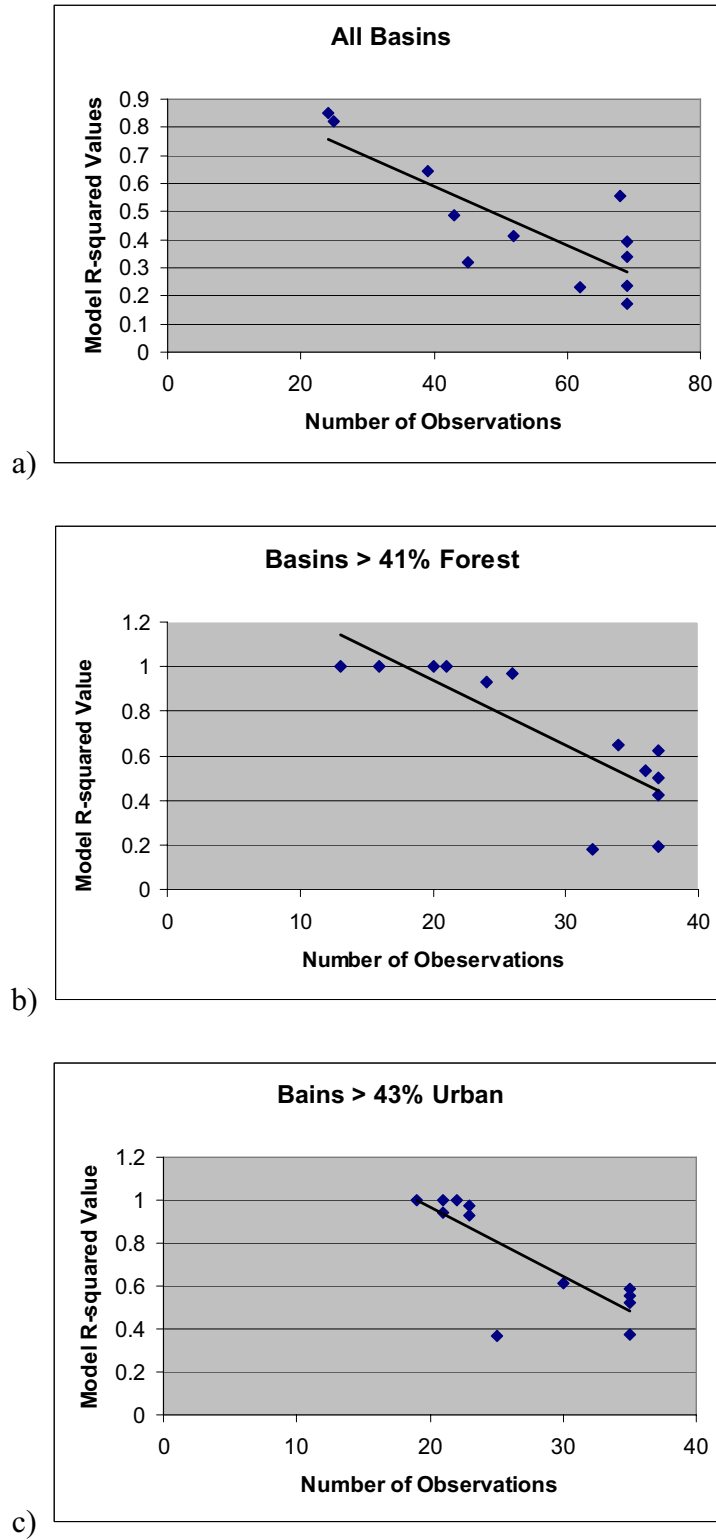 All Basins
Model R-squared Values
0.9
0.8
0.7
0.6
0.5
0.4
0.3
0.2
0.1
0
0 20 40 60 80
Number of Observations
a)
Basins > 41% Forest
Model R-squared Value
1.2
1
0.8
0.6
0.4
0.2
0
0 10 20 30 40
Number of Obeservations
b)
Bains > 43% Urban
Model R-squared Value
1.2
1
0.8
0.6
0.4
0.2
0
0 10 20 30 40
Number of Observations
c)